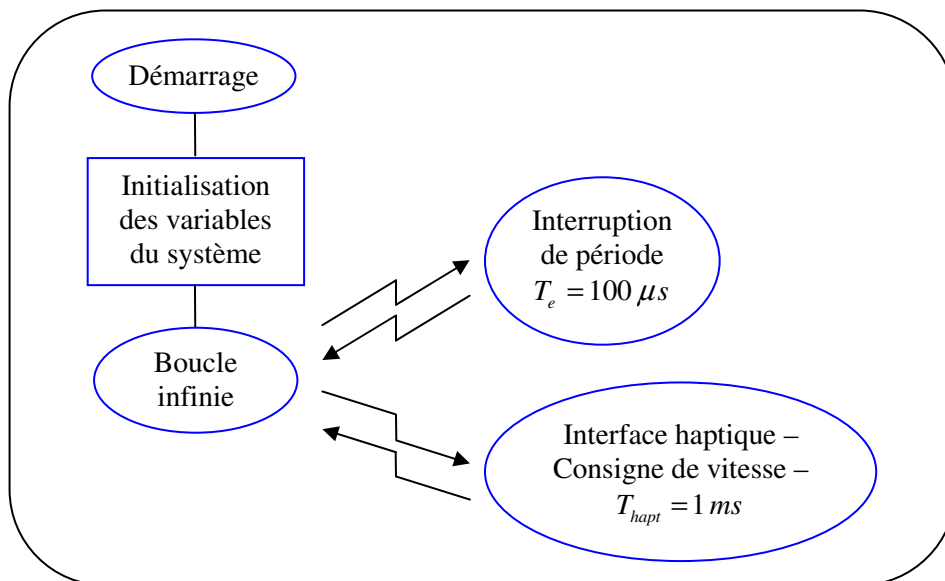 Démarrage
Initialisation
des variables
du système
Boucle
infinie
Interruption
de période
T_e = 100 μs
Interface haptique –
Consigne de vitesse –
T_hapt = 1 ms